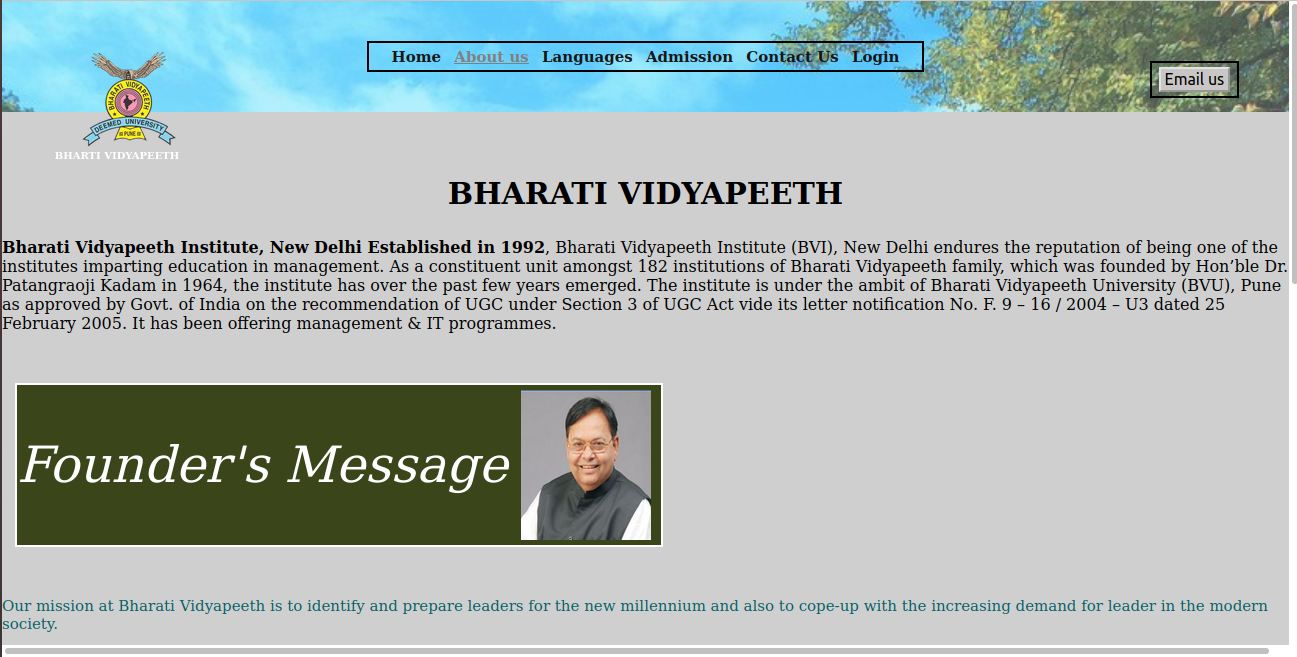 Home About us Languages Admission Contact Us Login
Email us
BHARATI VIDYAPEETH
DEEMED UNIVERSITY
PUNE
BHARTI VIDYAPEETH
BHARATI VIDYAPEETH
Bharati Vidyapeeth Institute, New Delhi Established in 1992, Bharati Vidyapeeth Institute (BVI), New Delhi endures the reputation of being one of the
institutes imparting education in management. As a constituent unit amongst 182 institutions of Bharati Vidyapeeth family, which was founded by Hon’ble Dr.
Patangraoji Kadam in 1964, the institute has over the past few years emerged. The institute is under the ambit of Bharati Vidyapeeth University (BVU), Pune
as approved by Govt. of India on the recommendation of UGC under Section 3 of UGC Act vide its letter notification No. F. 9 – 16 / 2004 – U3 dated 25
February 2005. It has been offering management & IT programmes.
Founder's Message
Our mission at Bharati Vidyapeeth is to identify and prepare leaders for the new millennium and also to cope-up with the increasing demand for leader in the modern
society.